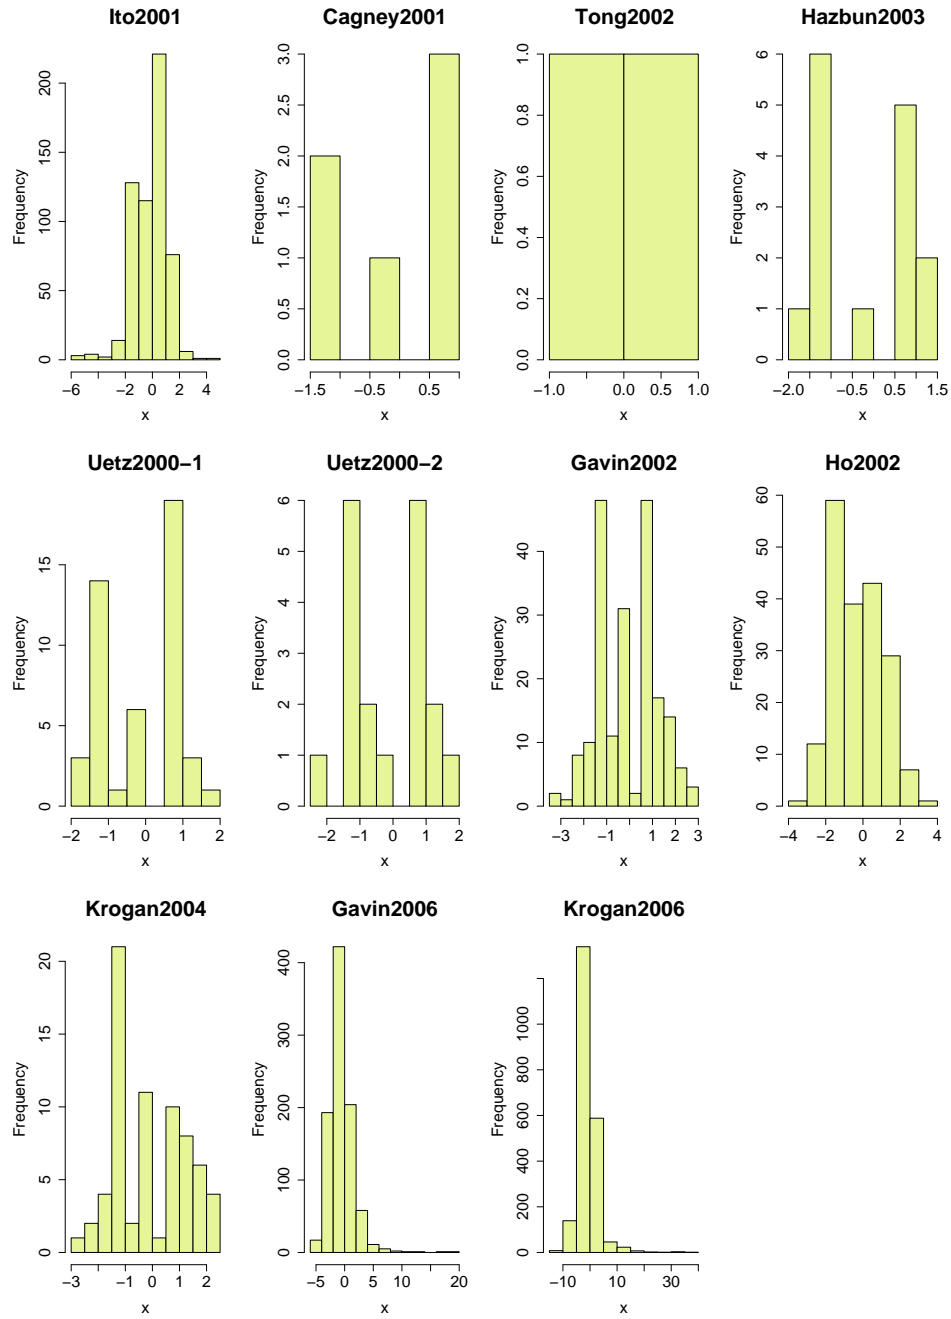 Ito2001
Frequency
200
150
100
50
0
−6 −2 0 2 4
x
Cagney2001
Frequency
3.0
2.5
2.0
1.5
1.0
0.5
0.0
−1.5 −0.5 0.5
x
Tong2002
Frequency
1.0
0.8
0.6
0.4
0.2
0.0
−1.0 0.0 0.5 1.0
x
Hazbun2003
Frequency
6
5
4
3
2
1
0
−2.0 −0.5 0.5 1.5
x
Uetz2000−1
Frequency
15
10
5
0
−2 −1 0 1 2
x
Uetz2000−2
Frequency
6
5
4
3
2
1
0
−2 −1 0 1 2
x
Gavin2002
Frequency
40
30
20
10
0
−3 −1 0 1 2 3
x
Ho2002
Frequency
60
50
40
30
20
10
0
−4 −2 0 2 4
x
Krogan2004
Frequency
20
15
10
5
0
−3 −1 0 1 2
x
Gavin2006
Frequency
400
300
200
100
0
−5 0 5 10 20
x
Krogan2006
Frequency
1000
800
600
400
200
0
−10 0 10 30
x